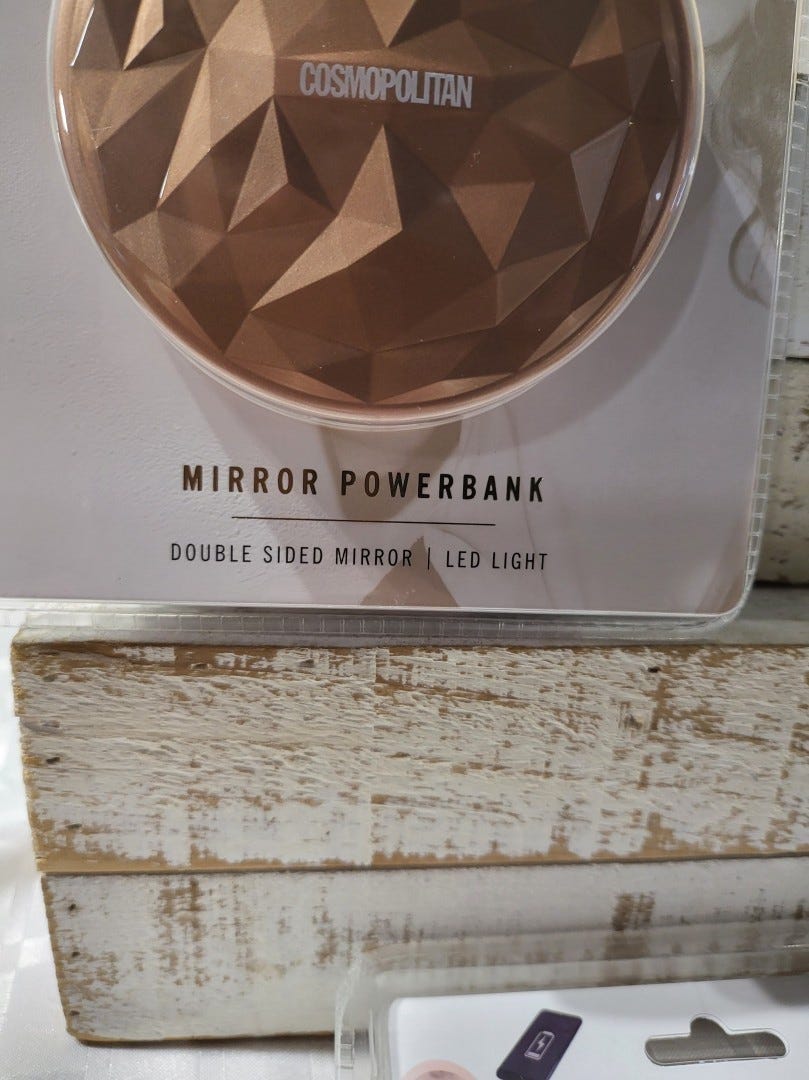 COSMOPOLITAN
MIRROR POWERBANK
DOUBLE SIDED MIRROR | LED LIGHT